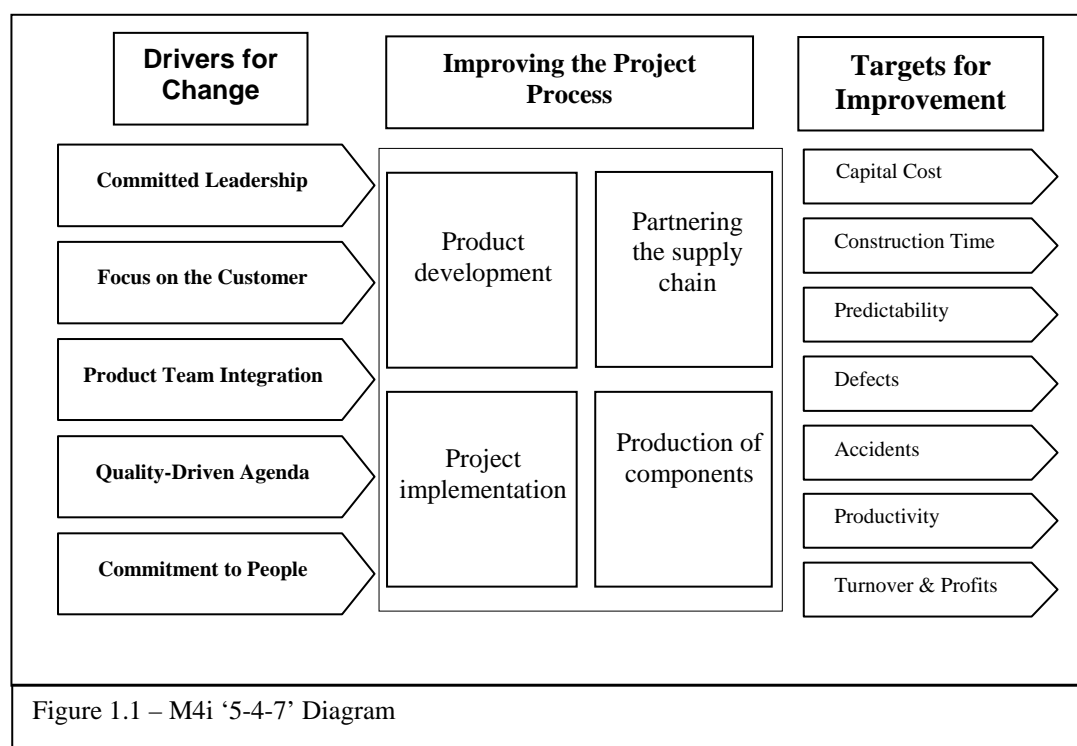 Drivers for
Change
Improving the Project
Process
Targets for
Improvement
Committed Leadership
Focus on the Customer
Product Team Integration
Quality-Driven Agenda
Commitment to People
Product
development
Partnering
the supply
chain
Project
implementation
Production of
components
Capital Cost
Construction Time
Predictability
Defects
Accidents
Productivity
Turnover & Profits
Figure 1.1 – M4i ‘5-4-7’ Diagram